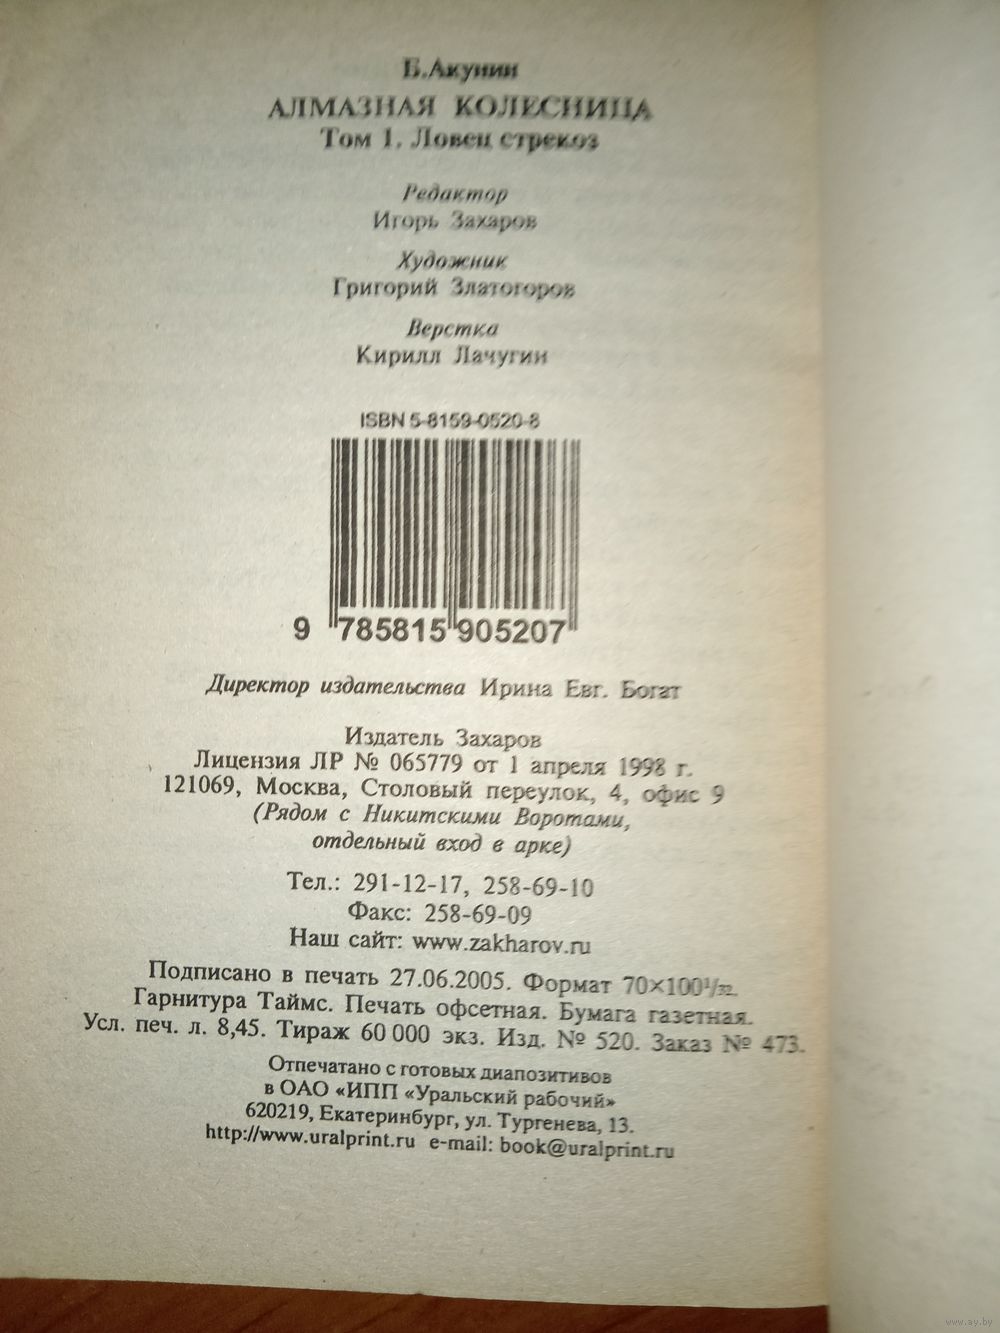 Б.Акунин
АЛМАЗНАЯ КОЛЕСНИЦА
Том 1. Ловец стрекоз
Редактор
Игорь Захаров
Художник
Григорий Златогоров
Верстка
Кирилл Лачугин
ISBN 5-8159-0520-8
9 785815 905207
Директор издательства Ирина Евг. Богат
Издатель Захаров
Лицензия ЛР № 065779 от 1 апреля 1998 г.
121069, Москва, Столовый переулок, 4, офис 9
(Рядом с Никитскими Воротами,
отдельный вход в арке)
Тел.: 291-12-17, 258-69-10
Факс: 258-69-09
Наш сайт: www.zakharov.ru
Подписано в печать 27.06.2005. Формат 70×100¹/₃₂.
Гарнитура Таймс. Печать офсетная. Бумага газетная.
Усл. печ. л. 8,45. Тираж 60 000 экз. Изд. № 520. Заказ № 473.
Отпечатано с готовых диапозитивов
в ОАО «ИПП «Уральский рабочий»
620219, Екатеринбург, ул. Тургенева, 13.
http://www.uralprint.ru e-mail: book@uralprint.ru
www.ay.by